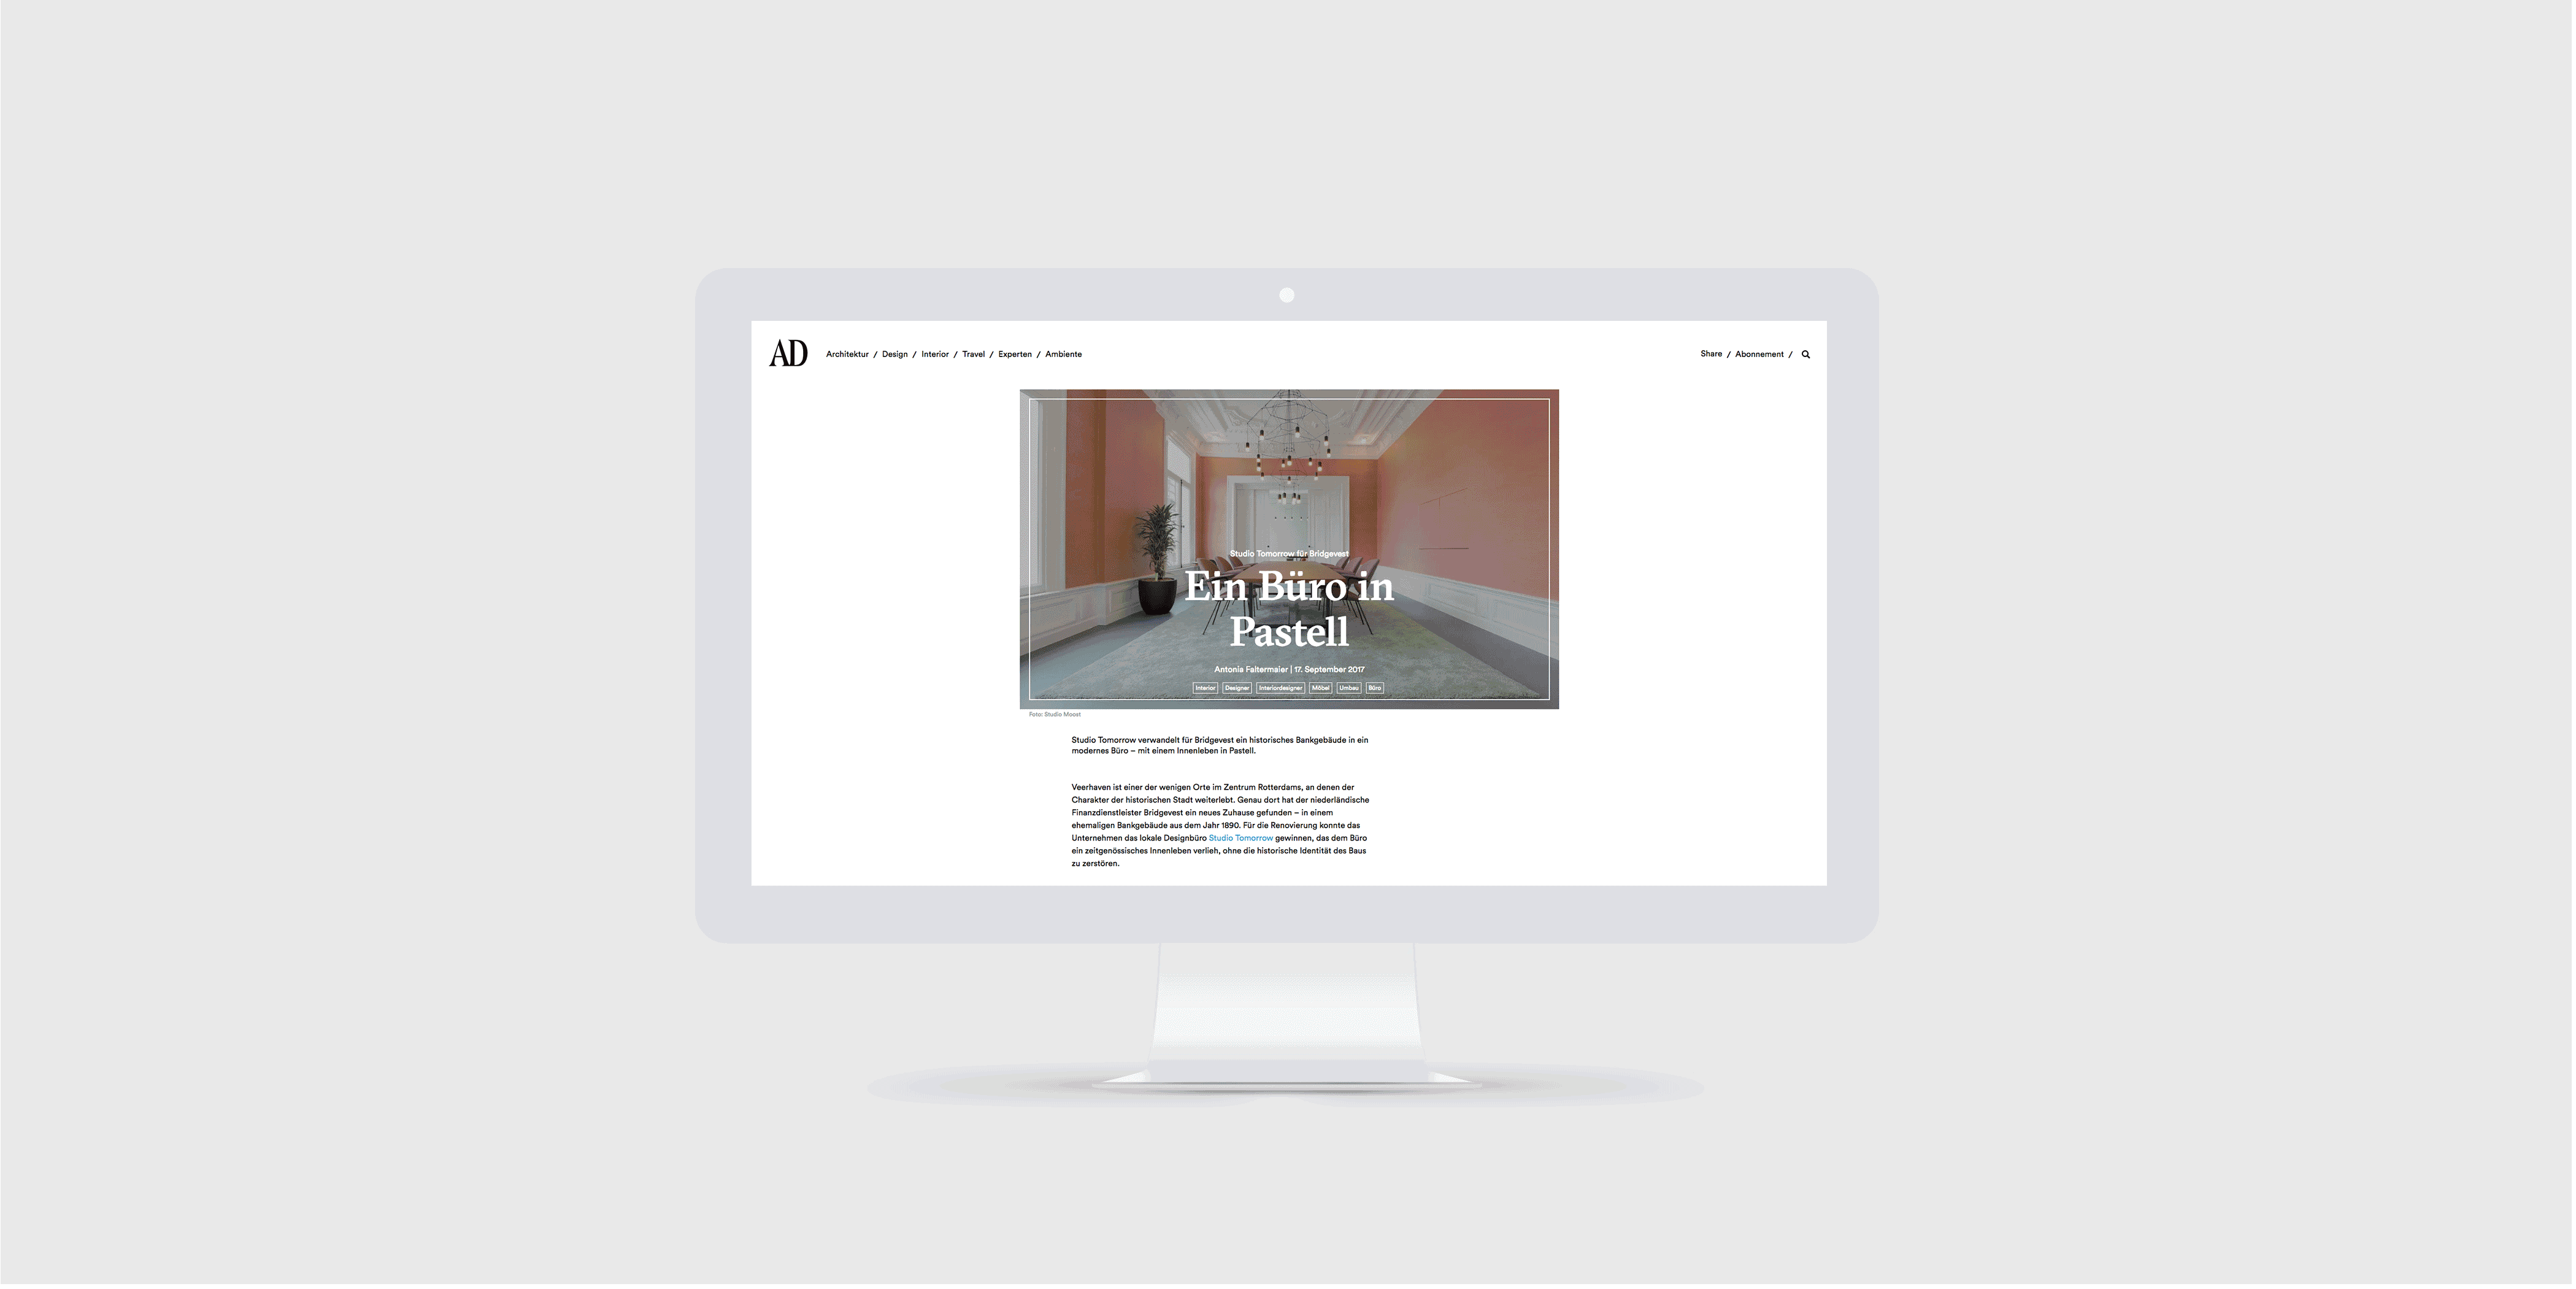 AD
Architektur / Design / Interior / Travel / Experten / Ambiente
Share / Abonnement /
Studio Tomorrow für Bridgevest
Ein Büro in
Pastell
Antonia Faltermaier | 17. September 2017
Interior Designer Interiordesigner Möbel Umbau Büro
Foto: Studio Moost
Studio Tomorrow verwandelt für Bridgevest ein historisches Bankgebäude in ein
modernes Büro – mit einem Innenleben in Pastell.
Veerhaven ist einer der wenigen Orte im Zentrum Rotterdams, an denen der
Charakter der historischen Stadt weiterlebt. Genau dort hat der niederländische
Finanzdienstleister Bridgevest ein neues Zuhause gefunden – in einem
ehemaligen Bankgebäude aus dem Jahr 1890. Für die Renovierung konnte das
Unternehmen das lokale Designbüro Studio Tomorrow gewinnen, das dem Büro
ein zeitgenössisches Innenleben verlieh, ohne die historische Identität des Baus
zu zerstören.